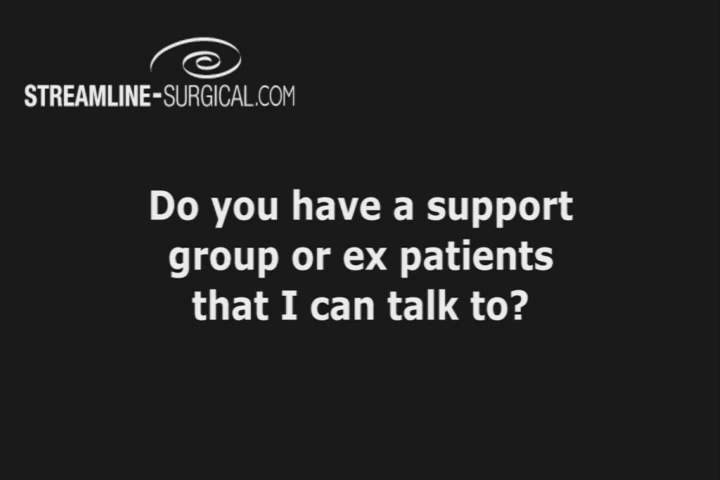 STREAMLINE-SURGICAL.COM
Do you have a support
group or ex patients
that I can talk to?